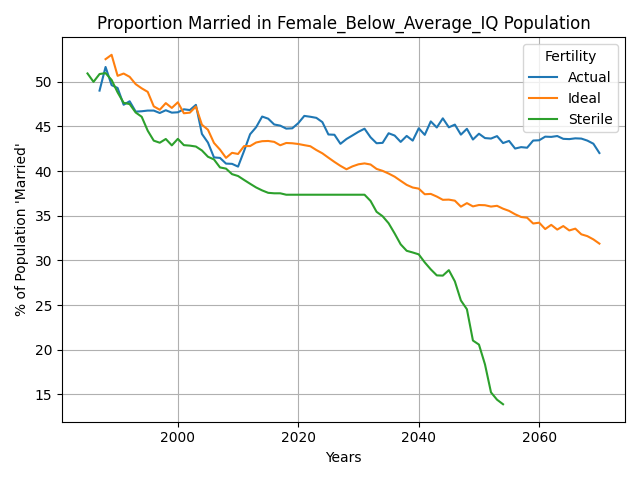 Proportion Married in Female_Below_Average_IQ Population
% of Population 'Married'
50
45
40
35
30
25
20
15
2000 2020 2040 2060
Years
Fertility
Actual
Ideal
Sterile